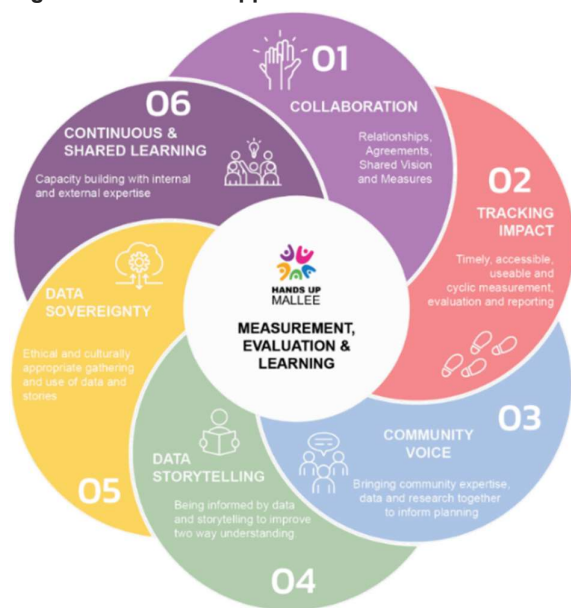 01
COLLABORATION
Relationships,
Agreements,
Shared Vision
and Measures
02
TRACKING
IMPACT
Timely, accessible,
useable and
cyclic measurement,
evaluation and reporting
03
COMMUNITY
VOICE
Bringing community expertise,
data and research together
to inform planning
04
DATA
STORYTELLING
Being informed by data
and storytelling to improve
two way understanding
05
DATA
SOVEREIGNTY
Ethical and culturally
appropriate gathering
and use of data and
stories
06
CONTINUOUS &
SHARED LEARNING
Capacity building with internal
and external expertise
HANDS UP
MALLEE
MEASUREMENT,
EVALUATION &
LEARNING